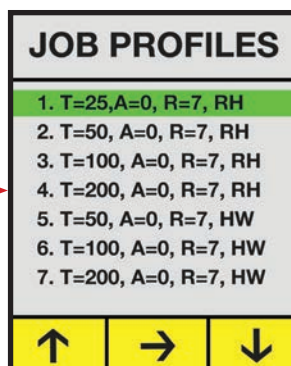 JOB PROFILES
1. T=25,A=0, R=7, RH
2. T=50, A=0, R=7, RH
3. T=100, A=0, R=7, RH
4. T=200, A=0, R=7, RH
5. T=50, A=0, R=7, HW
6. T=100, A=0, R=7, HW
7. T=200, A=0, R=7, HW
↑ → ↓